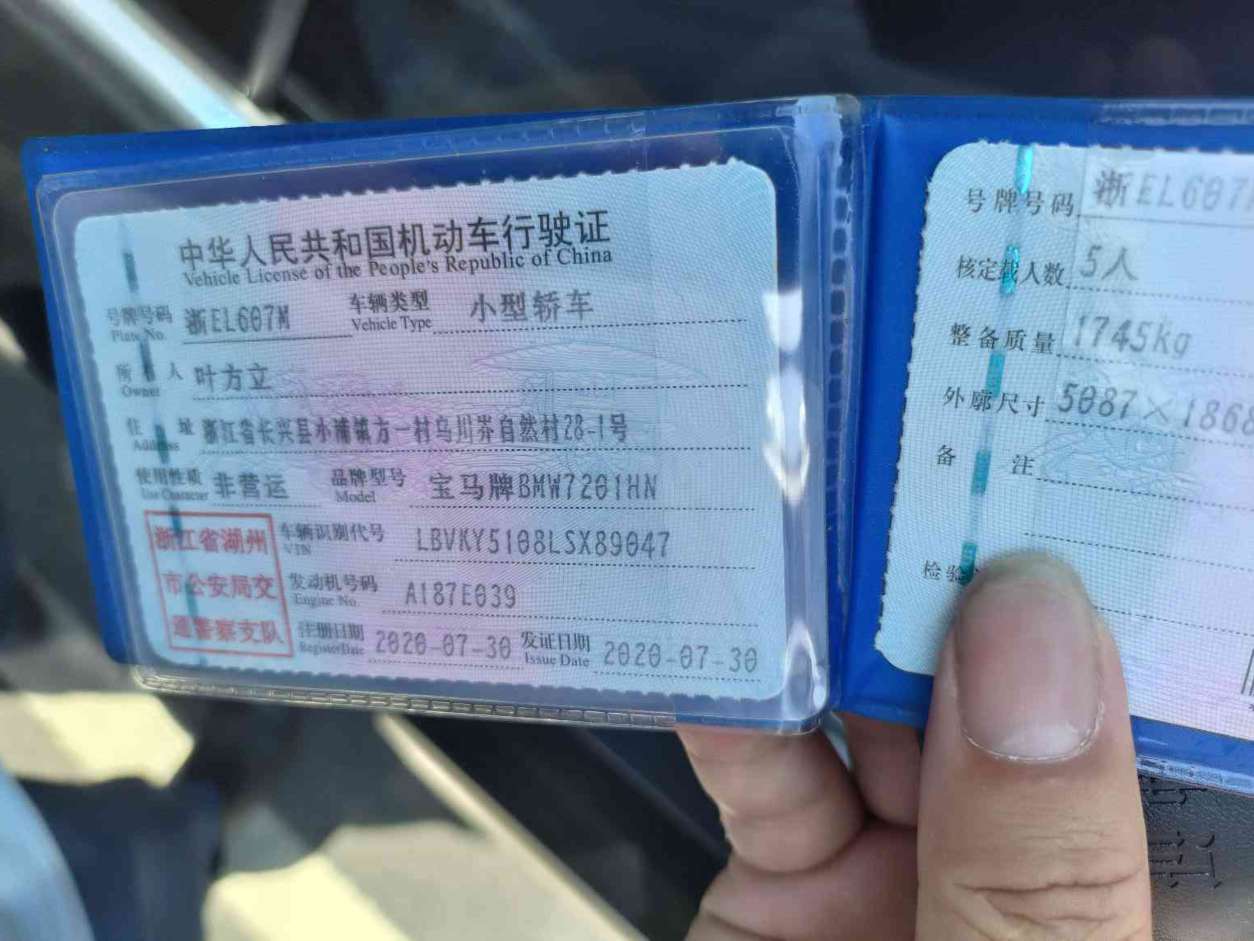 中华人民共和国机动车行驶证
Vehicle License of the People's Republic of China
号牌号码 浙EL607M 车辆类型 小型轿车
Plate No. Vehicle Type
所 人 叶方立
Owner
住 址 浙江省长兴县小浦镇方一村乌川岕自然村28-1号
Address
使用性质 非营运 品牌型号 宝马牌BMW7201HN
Use Character Model
浙江省湖州
市公安局交
通警察支队
车辆识别代号 LBVKY5108LSX89047
VIN
发动机号码 A187E039
Engine No.
注册日期 2020-07-30 发证日期 2020-07-30
Register Date Issue Date
号牌号码 浙EL607
核定载人数 5人
整备质量 1745kg
外廓尺寸 5087×1868
备 注
检验